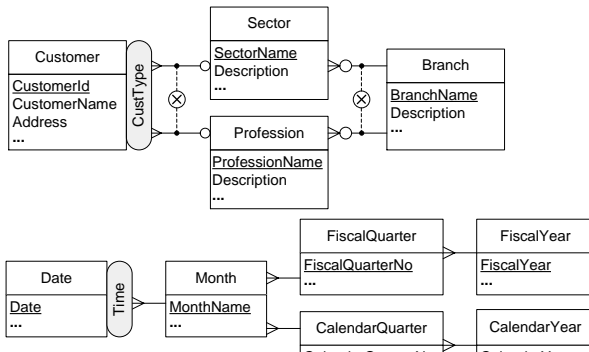 Sector
SectorName
Description
...
Customer
CustomerId
CustomerName
Address
...
CustType
Branch
BranchName
Description
...
Profession
ProfessionName
Description
...
FiscalQuarter
FiscalQuarterNo
...
FiscalYear
FiscalYear
...
Date
Date
...
Time
Month
MonthName
...
CalendarQuarter
CalendarYear